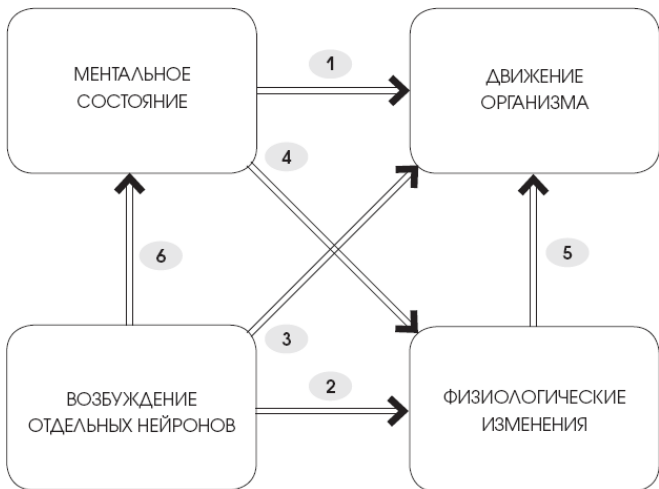 МЕНТАЛЬНОЕ
СОСТОЯНИЕ
1
ДВИЖЕНИЕ
ОРГАНИЗМА
4
6
5
3
ВОЗБУЖДЕНИЕ
ОТДЕЛЬНЫХ НЕЙРОНОВ
2
ФИЗИОЛОГИЧЕСКИЕ
ИЗМЕНЕНИЯ